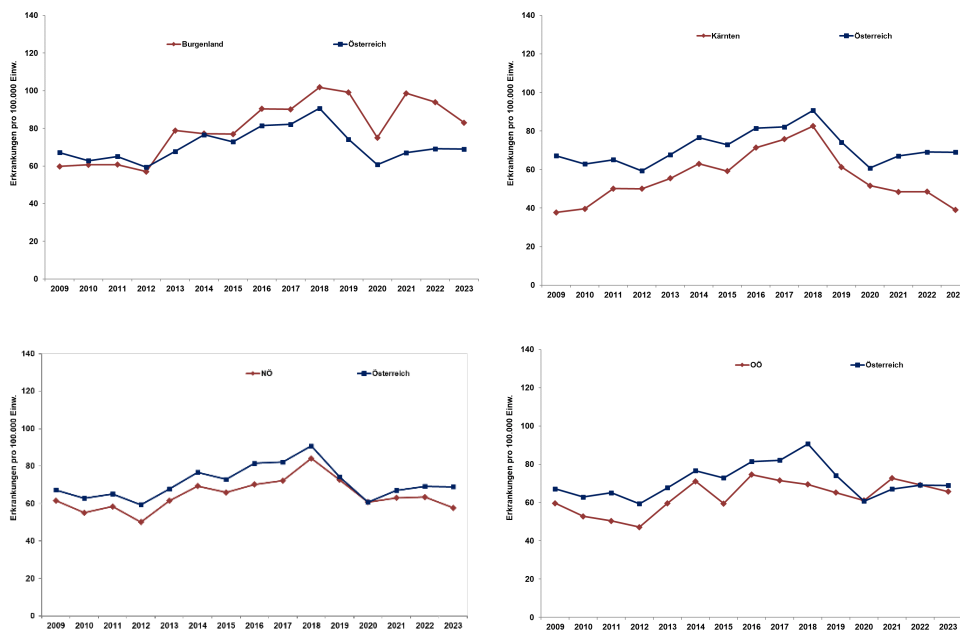 140
120
100
80
60
40
20
0
Erkrankungen pro 100.000 Einw.
Burgenland Österreich
2009 2010 2011 2012 2013 2014 2015 2016 2017 2018 2019 2020 2021 2022 2023
140
120
100
80
60
40
20
0
Erkrankungen pro 100.000 Einw.
Kärnten Österreich
2009 2010 2011 2012 2013 2014 2015 2016 2017 2018 2019 2020 2021 2022 202
140
120
100
80
60
40
20
0
Erkrankungen pro 100.000 Einw.
NÖ Österreich
2009 2010 2011 2012 2013 2014 2015 2016 2017 2018 2019 2020 2021 2022 2023
140
120
100
80
60
40
20
0
Erkrankungen pro 100.000 Einw.
OÖ Österreich
2009 2010 2011 2012 2013 2014 2015 2016 2017 2018 2019 2020 2021 2022 2023